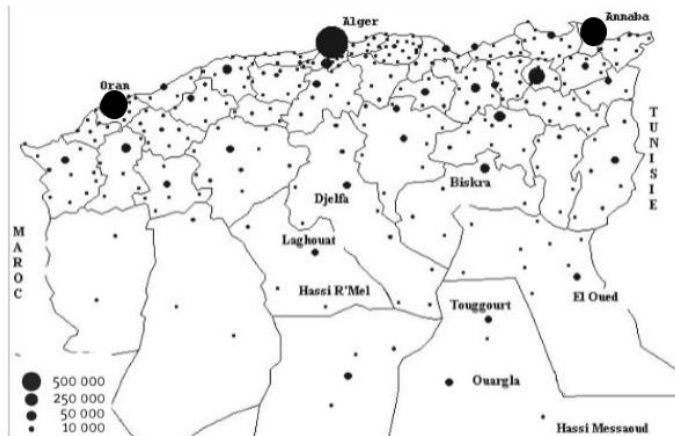 Alger
Annaba
Oran
TUNISIE
Biskra
Djelfa
MAROC
Laghouat
Hassi R'Mel
El Oued
Touggourt
Ouargla
Hassi Messaoud
500 000
250 000
50 000
10 000